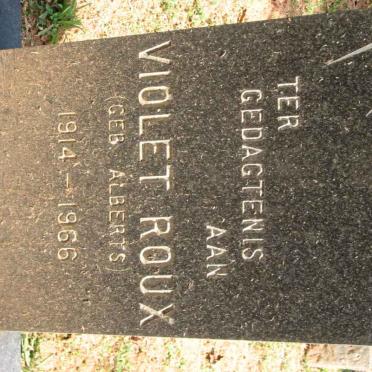 TER
GEDAGTENIS
AAN
VIOLET ROUX
(GEB ALBERTS)
1914 — 1966